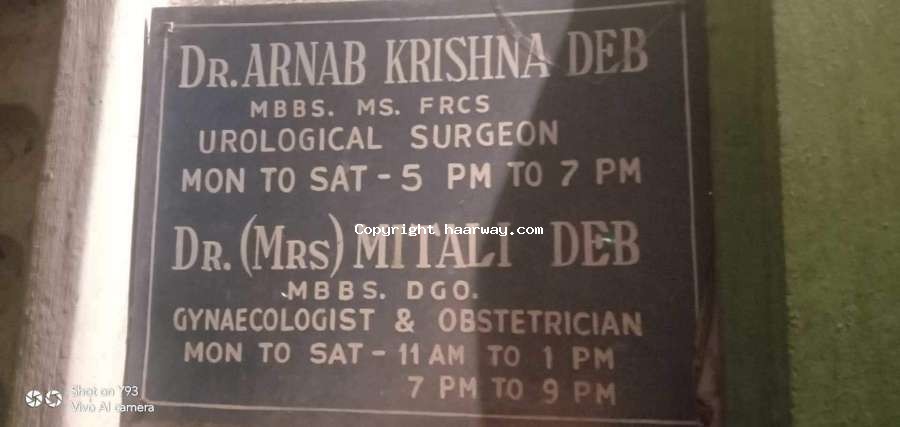 DR. ARNAB KRISHNA DEB
MBBS. MS. FRCS
UROLOGICAL SURGEON
MON TO SAT - 5 PM TO 7 PM
Copyright haarway.com
DR. (MRS) MITALI DEB
MBBS. DGO.
GYNAECOLOGIST & OBSTETRICIAN
MON TO SAT - 11 AM TO 1 PM
7 PM TO 9 PM
Shot on Y93
Vivo AI camera